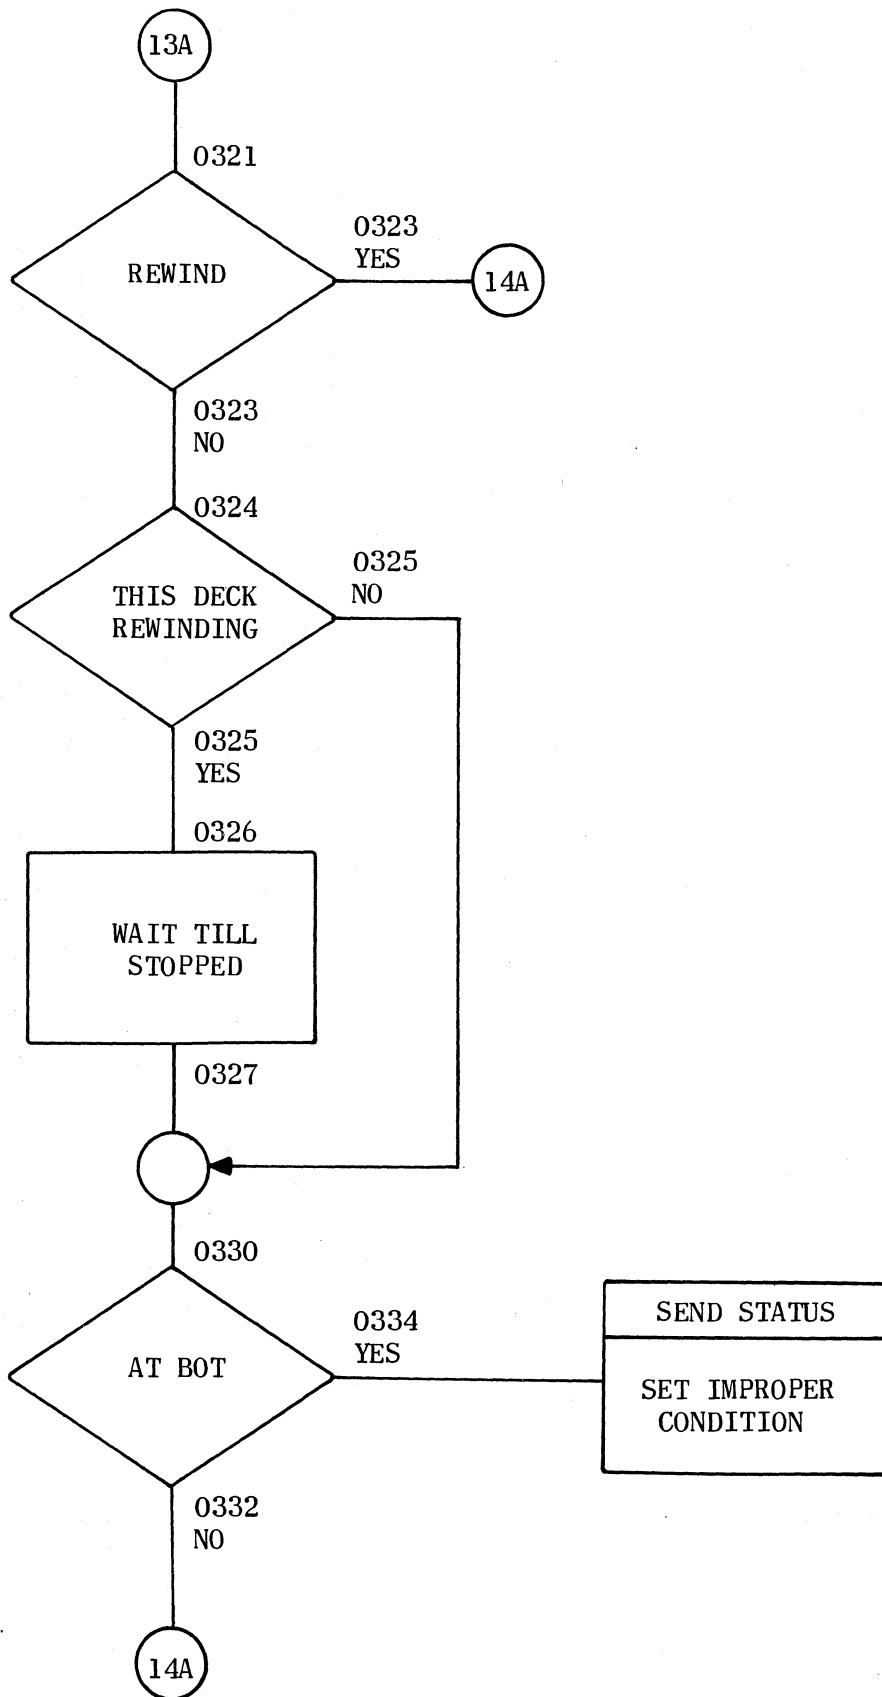 13A
0321
REWIND
0323
YES
14A
0323
NO
0324
THIS DECK
REWINDING
0325
NO
0325
YES
0326
WAIT TILL
STOPPED
0327
0330
AT BOT
0334
YES
SEND STATUS
SET IMPROPER
CONDITION
0332
NO
14A